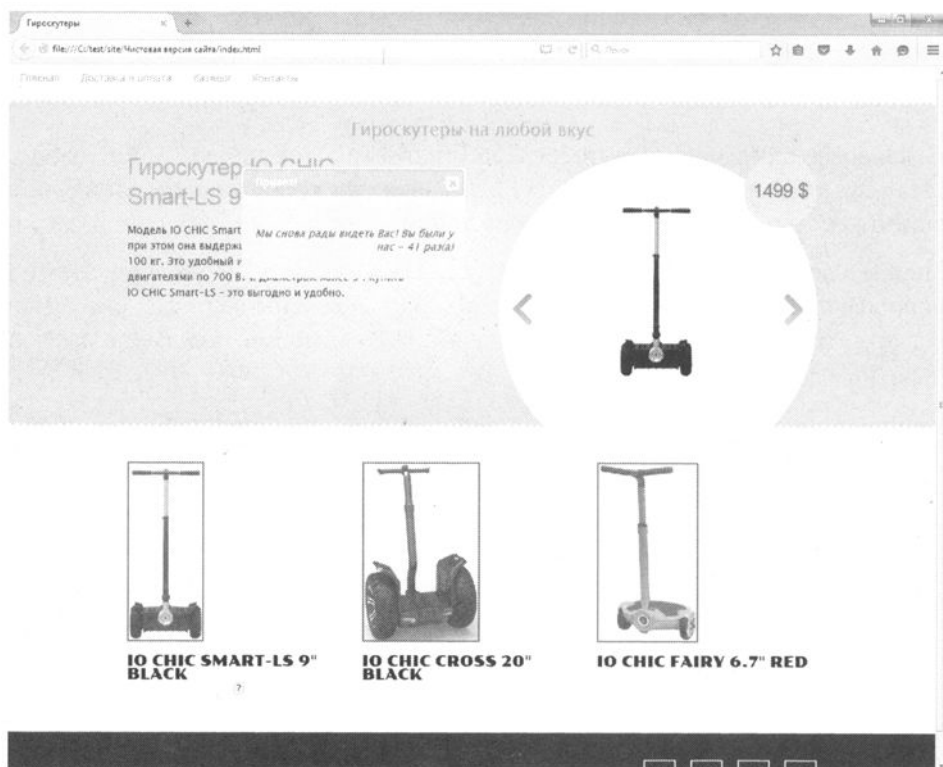 Гироскутеры
file:///C:/test/site/Чистовая версия сайта/index.html
Поиск
Главная Доставка и оплата Каталог Контакты
Гироскутеры на любой вкус
Гироскутер IO CHIC
Smart-LS 9
Модель IO CHIC Smart
при этом она выдержи
100 кг. Это удобный
двигателями по 700 В
IO CHIC Smart-LS – это выгодно и удобно.
Привет!
×
Мы снова рады видеть Вас! Вы были у
нас – 41 раз(а)
1499 $
IO CHIC SMART-LS 9"
BLACK
IO CHIC CROSS 20"
BLACK
IO CHIC FAIRY 6.7" RED
?